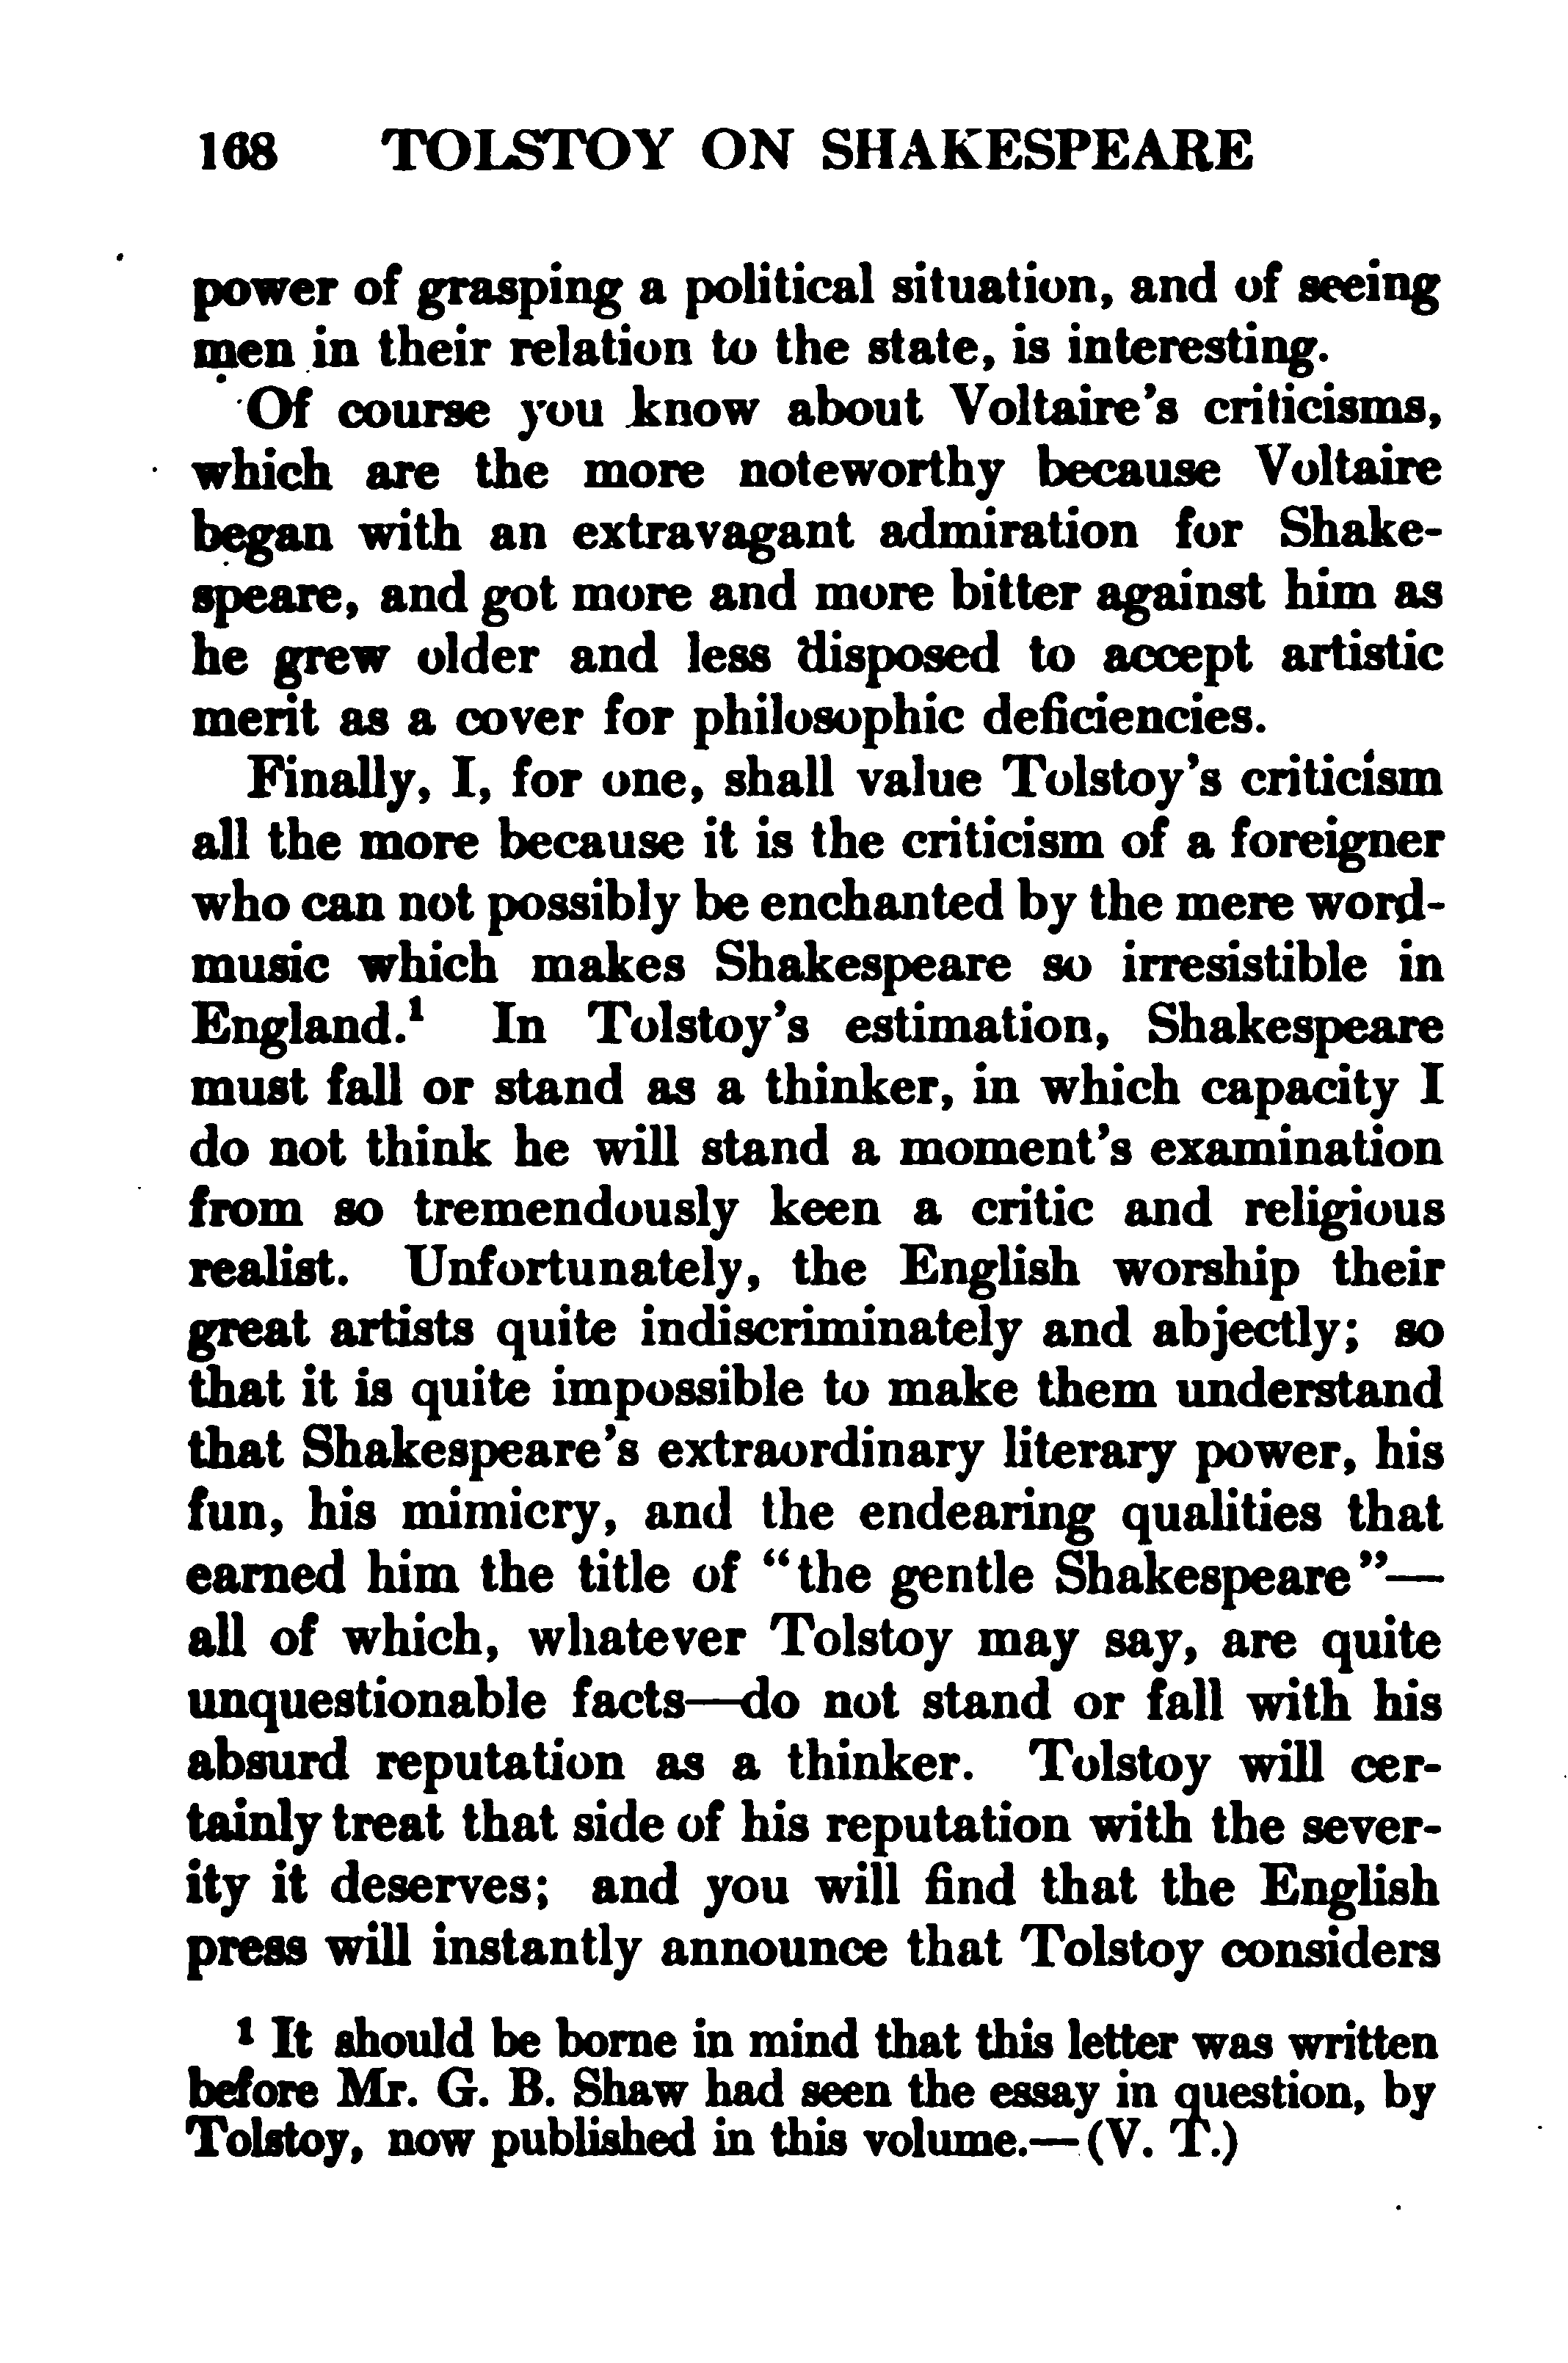 168 TOLSTOY ON SHAKESPEARE
power of grasping a political situation, and of seeing
men in their relation to the state, is interesting.
Of course you know about Voltaire's criticisms,
which are the more noteworthy because Voltaire
began with an extravagant admiration for Shake-
speare, and got more and more bitter against him as
he grew older and less disposed to accept artistic
merit as a cover for philosophic deficiencies.
Finally, I, for one, shall value Tolstoy's criticism
all the more because it is the criticism of a foreigner
who can not possibly be enchanted by the mere word-
music which makes Shakespeare so irresistible in
England.¹ In Tolstoy's estimation, Shakespeare
must fall or stand as a thinker, in which capacity I
do not think he will stand a moment's examination
from so tremendously keen a critic and religious
realist. Unfortunately, the English worship their
great artists quite indiscriminately and abjectly; so
that it is quite impossible to make them understand
that Shakespeare's extraordinary literary power, his
fun, his mimicry, and the endearing qualities that
earned him the title of "the gentle Shakespeare"—
all of which, whatever Tolstoy may say, are quite
unquestionable facts—do not stand or fall with his
absurd reputation as a thinker. Tolstoy will cer-
tainly treat that side of his reputation with the sever-
ity it deserves; and you will find that the English
press will instantly announce that Tolstoy considers
¹ It should be borne in mind that this letter was written
before Mr. G. B. Shaw had seen the essay in question, by
Tolstoy, now published in this volume.—(V. T.)